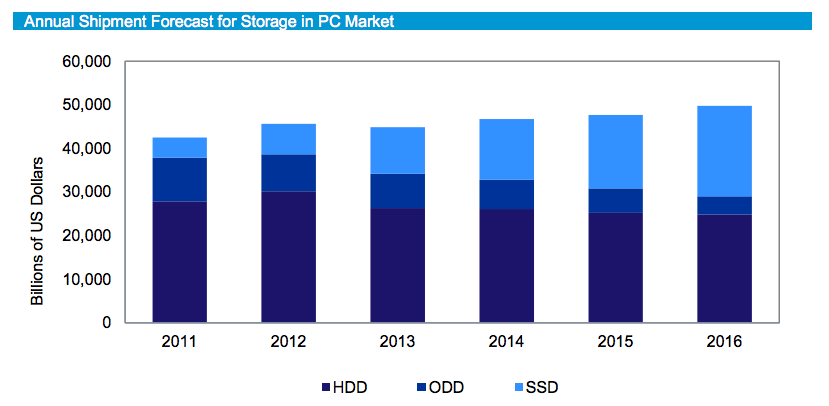 Annual Shipment Forecast for Storage in PC Market
60,000
50,000
40,000
30,000
20,000
10,000
0
Billions of US Dollars
2011 2012 2013 2014 2015 2016
HDD ODD SSD